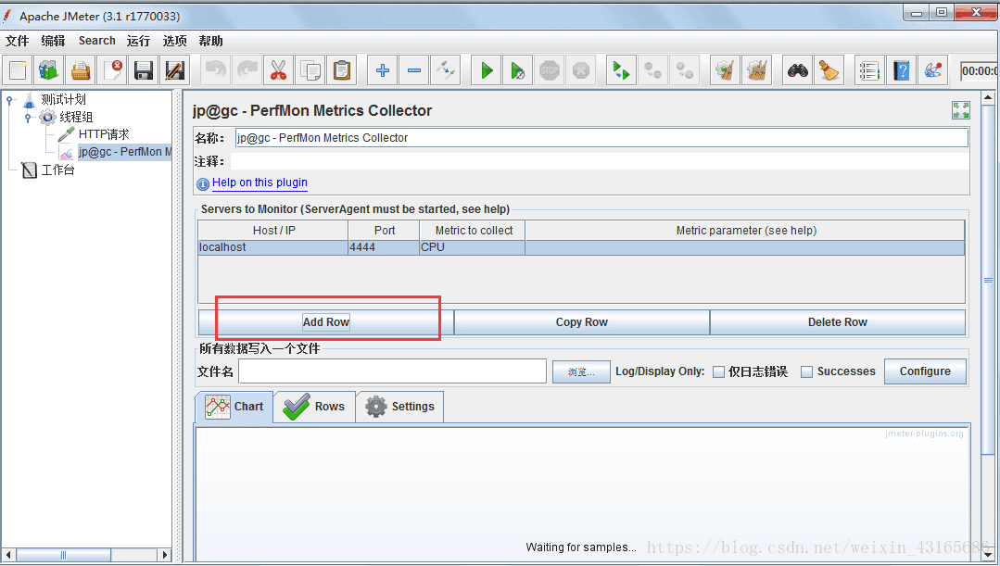 Apache JMeter (3.1 r1770033)
文件 编辑 Search 运行 选项 帮助
STOP 00:00:0
测试计划
线程组
HTTP请求
jp@gc - PerfMon M
工作台
jp@gc - PerfMon Metrics Collector
名称： jp@gc - PerfMon Metrics Collector
注释：
Help on this plugin
Servers to Monitor (ServerAgent must be started, see help)
Host / IP Port Metric to collect Metric parameter (see help)
localhost 4444 CPU
Add Row Copy Row Delete Row
所有数据写入一个文件
文件名 浏览... Log/Display Only: 仅日志错误 Successes Configure
Chart Rows Settings
jmeter-plugins.org
Waiting for samples...
https://blog.csdn.net/weixin_43165686